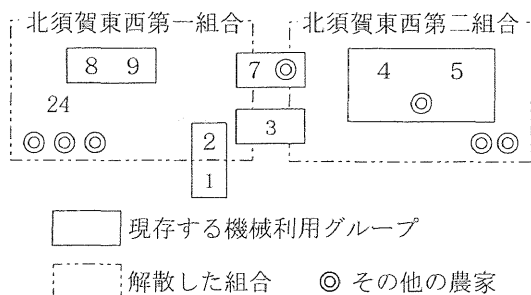 北須賀東西第一組合 北須賀東西第二組合
8 9 7 ◎ 4 5
24 ◎
◎ ◎ ◎ 2 3 ◎◎
1
現存する機械利用グループ
解散した組合 ◎ その他の農家